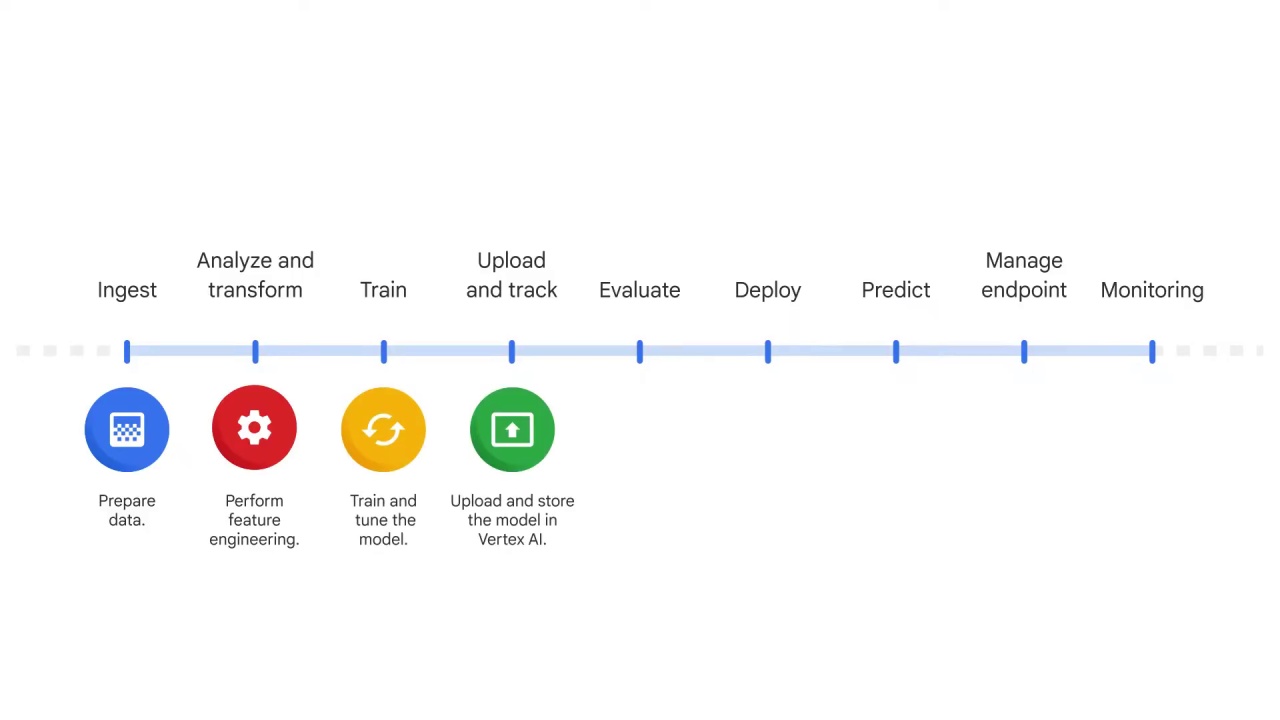 Ingest
Analyze and
transform
Train
Upload
and track
Evaluate
Deploy
Predict
Manage
endpoint
Monitoring
Prepare
data.
Perform
feature
engineering.
Train and
tune the
model.
Upload and store
the model in
Vertex AI.